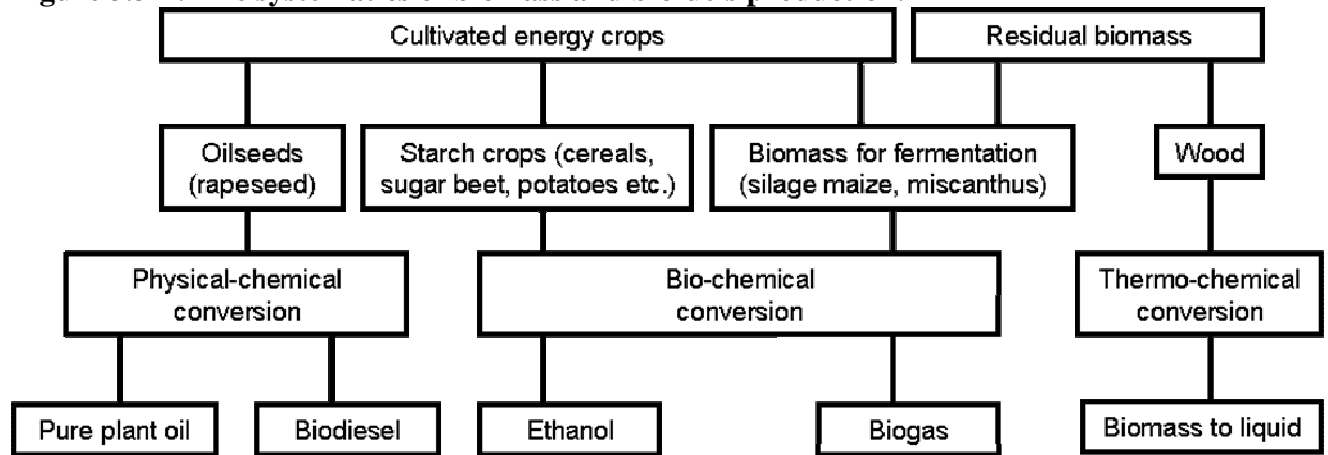 Cultivated energy crops
Residual biomass
Oilseeds
(rapeseed)
Starch crops (cereals,
sugar beet, potatoes etc.)
Biomass for fermentation
(silage maize, miscanthus)
Wood
Physical-chemical
conversion
Bio-chemical
conversion
Thermo-chemical
conversion
Pure plant oil
Biodiesel
Ethanol
Biogas
Biomass to liquid